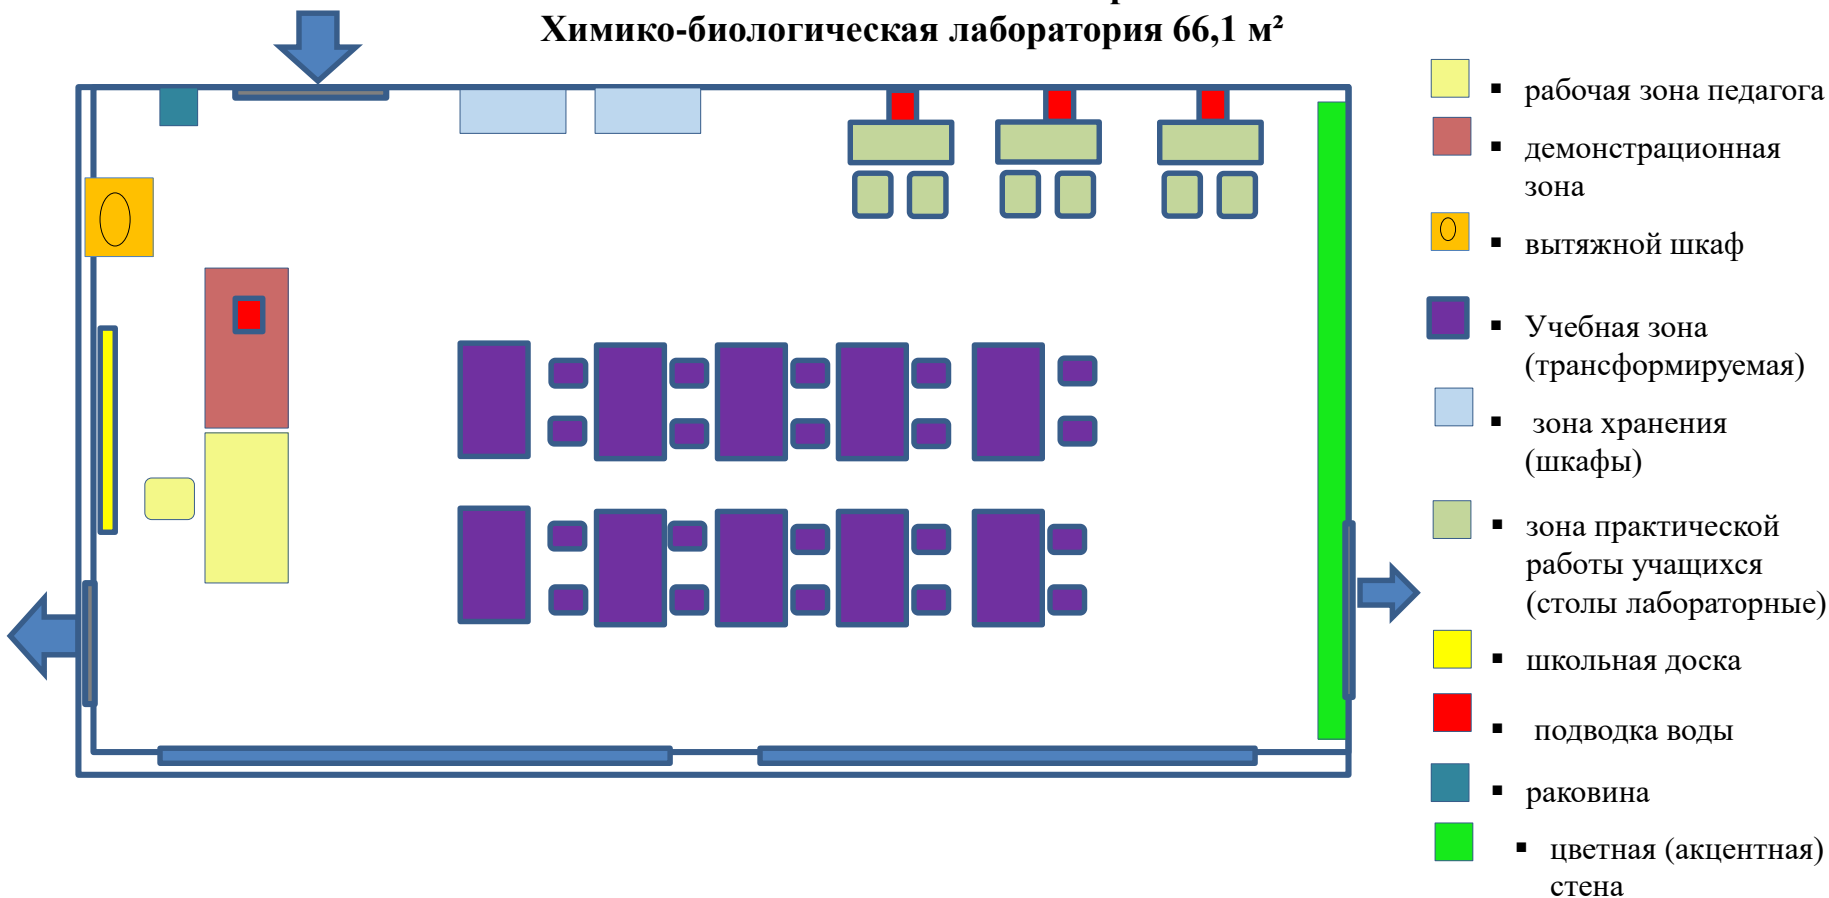 Химико-биологическая лаборатория 66,1 м²
▪ рабочая зона педагога
▪ демонстрационная
зона
▪ вытяжной шкаф
▪ Учебная зона
(трансформируемая)
▪ зона хранения
(шкафы)
▪ зона практической
работы учащихся
(столы лабораторные)
▪ школьная доска
▪ подводка воды
▪ раковина
▪ цветная (акцентная)
стена